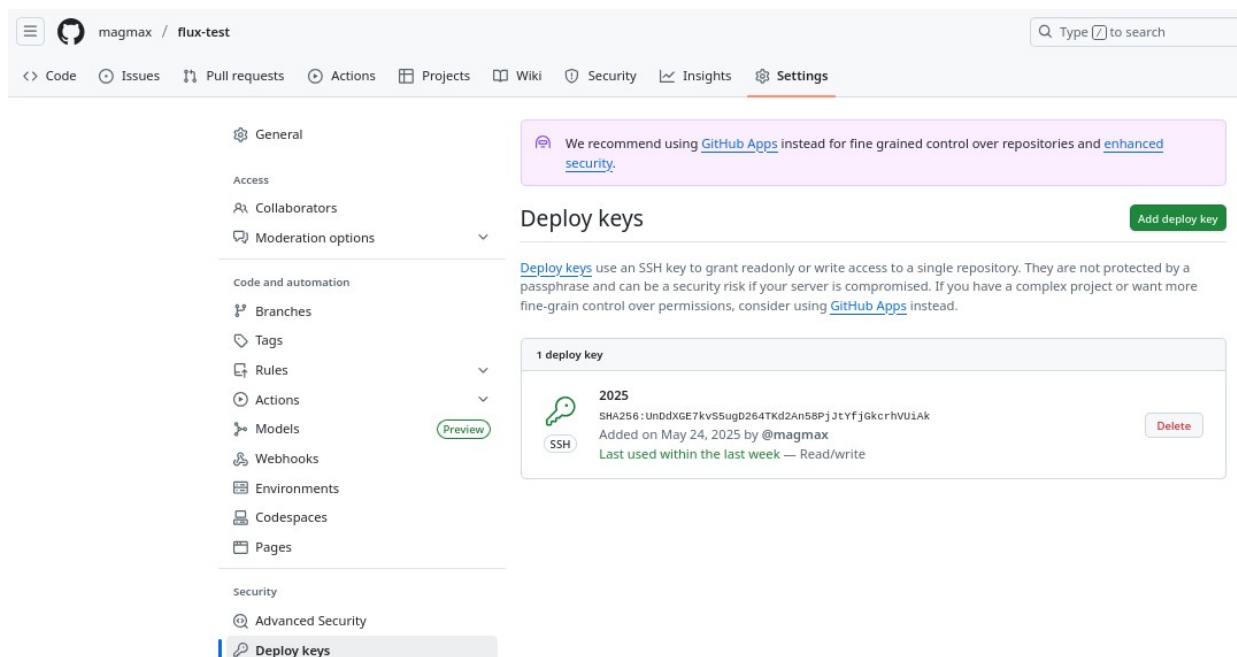 magmax / flux-test
Type / to search
Code Issues Pull requests Actions Projects Wiki Security Insights Settings
General
Access
Collaborators
Moderation options
Code and automation
Branches
Tags
Rules
Actions
Models Preview
Webhooks
Environments
Codespaces
Pages
Security
Advanced Security
Deploy keys
We recommend using GitHub Apps instead for fine grained control over repositories and enhanced
security.
Deploy keys
Add deploy key
Deploy keys use an SSH key to grant readonly or write access to a single repository. They are not protected by a
passphrase and can be a security risk if your server is compromised. If you have a complex project or want more
fine-grain control over permissions, consider using GitHub Apps instead.
1 deploy key
2025
SHA256:UnDdXGE7kvS5ugD264TKd2An58PjJtYfjGkcrhVUiAk
Added on May 24, 2025 by @magmax
Last used within the last week — Read/write
SSH
Delete